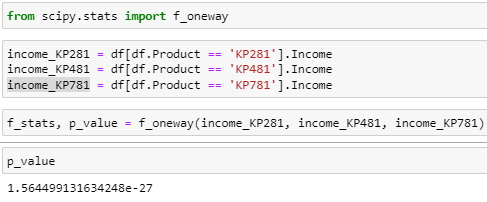 from scipy.stats import f_oneway
income_KP281 = df[df.Product == 'KP281'].Income
income_KP481 = df[df.Product == 'KP481'].Income
income_KP781 = df[df.Product == 'KP781'].Income
f_stats, p_value = f_oneway(income_KP281, income_KP481, income_KP781)
p_value
1.564499131634248e-27